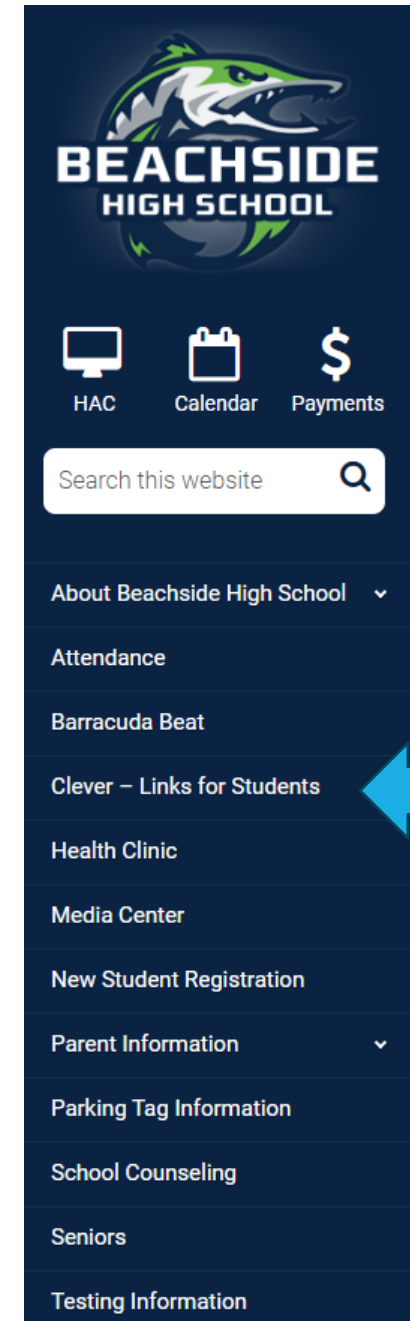 BEACHSIDE
HIGH SCHOOL
HAC Calendar Payments
Search this website
About Beachside High School
Attendance
Barracuda Beat
Clever – Links for Students
Health Clinic
Media Center
New Student Registration
Parent Information
Parking Tag Information
School Counseling
Seniors
Testing Information